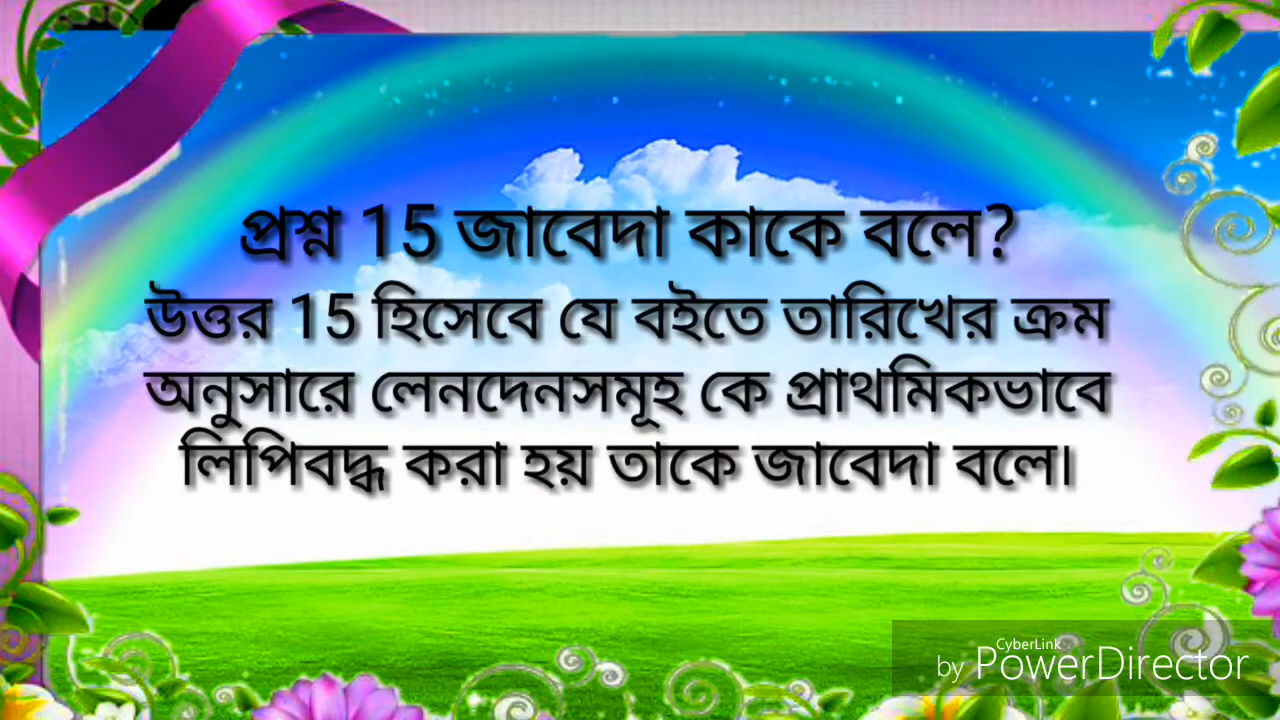 প্রশ্ন 15 জাবেদা কাকে বলে?
উত্তর 15 হিসেবে যে বইতে তারিখের ক্রম
অনুসারে লেনদেনসমূহ কে প্রাথমিকভাবে
লিপিবদ্ধ করা হয় তাকে জাবেদা বলে।
CyberLink
by PowerDirector